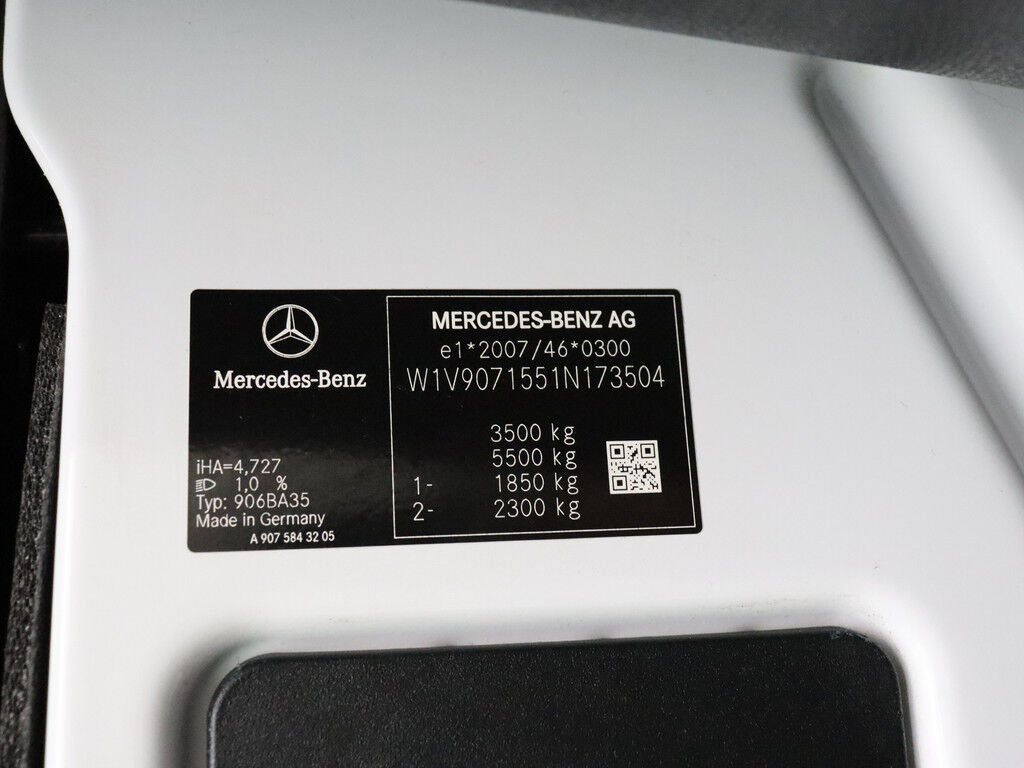 Mercedes-Benz
iHA=4,727
1,0 %
Typ: 906BA35
Made in Germany
A 907 584 32 05
MERCEDES-BENZ AG
e1*2007/46*0300
W1V9071551N173504
3500 kg
5500 kg
1- 1850 kg
2- 2300 kg